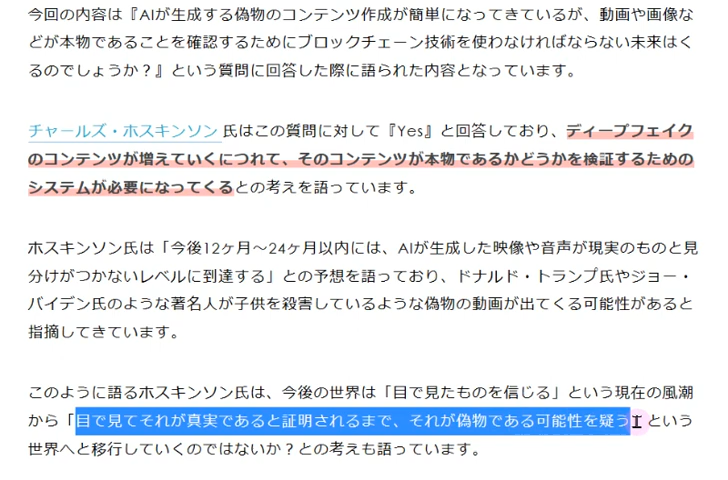 今回の内容は『AIが生成する偽物のコンテンツ作成が簡単になってきているが、動画や画像な
どが本物であることを確認するためにブロックチェーン技術を使わなければならない未来はく
るのでしょうか？』という質問に回答した際に語られた内容となっています。
チャールズ・ホスキンソン氏はこの質問に対して『Yes』と回答しており、ディープフェイク
のコンテンツが増えていくにつれて、そのコンテンツが本物であるかどうかを検証するための
システムが必要になってくるとの考えを語っています。
ホスキンソン氏は「今後12ヶ月〜24ヶ月以内には、AIが生成した映像や音声が現実のものと見
分けがつかないレベルに到達する」との予想を語っており、ドナルド・トランプ氏やジョー・
バイデン氏のような著名人が子供を殺害しているような偽物の動画が出てくる可能性があると
指摘してきています。
このように語るホスキンソン氏は、今後の世界は「目で見たものを信じる」という現在の風潮
から「目で見てそれが真実であると証明されるまで、それが偽物である可能性を疑う」という
世界へと移行していくのではないか？との考えも語っています。